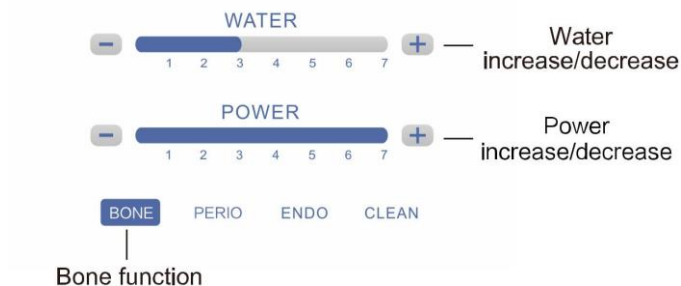 WATER
- +
1 2 3 4 5 6 7
Water
increase/decrease
POWER
- +
1 2 3 4 5 6 7
Power
increase/decrease
BONE PERIO ENDO CLEAN
Bone function